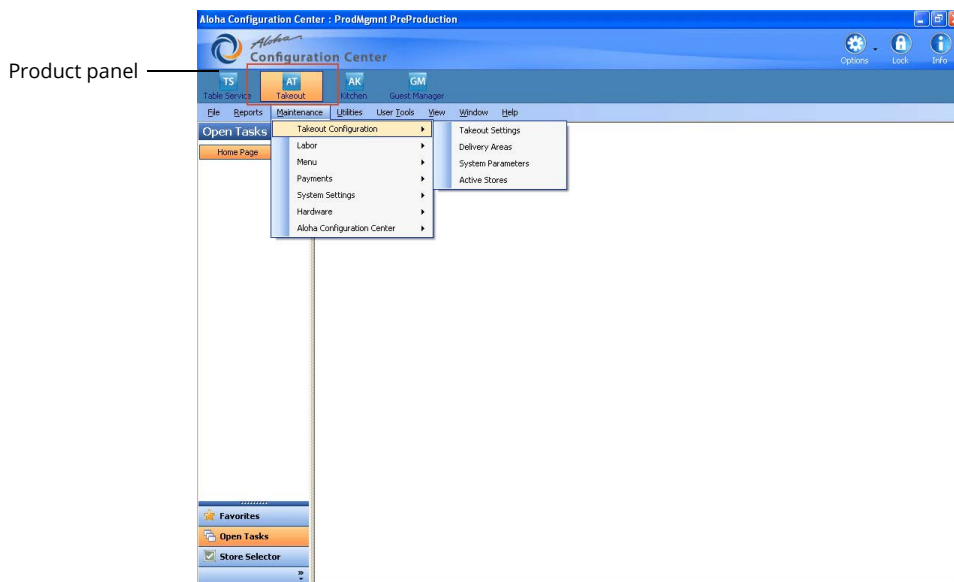 Aloha Configuration Center : ProdMgmnt PreProduction
Aloha
Configuration Center
Options Lock Info
Product panel
TS AT AK GM
Table Service Takeout Kitchen Guest Manager
File Reports Maintenance Utilities User Tools View Window Help
Open Tasks
Home Page
Takeout Configuration
Labor
Menu
Payments
System Settings
Hardware
Aloha Configuration Center
Takeout Settings
Delivery Areas
System Parameters
Active Stores
Favorites
Open Tasks
Store Selector